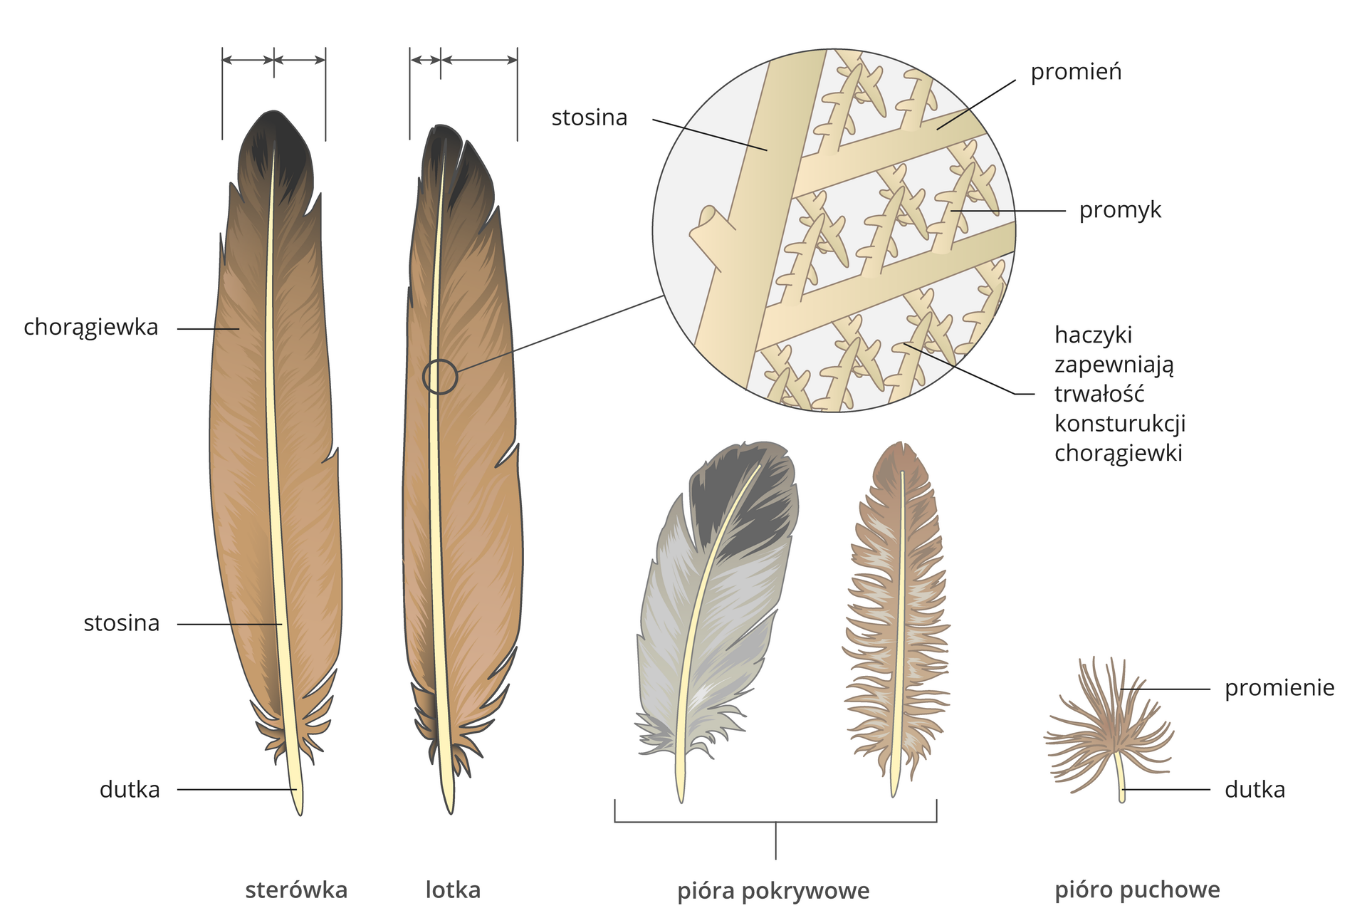 stosina
promień
promyk
chorągiewka
haczyki
zapewniają
trwałość
konsturukcji
chorągiewki
stosina
promienie
dutka
dutka
sterówka
lotka
pióra pokrywowe
pióro puchowe